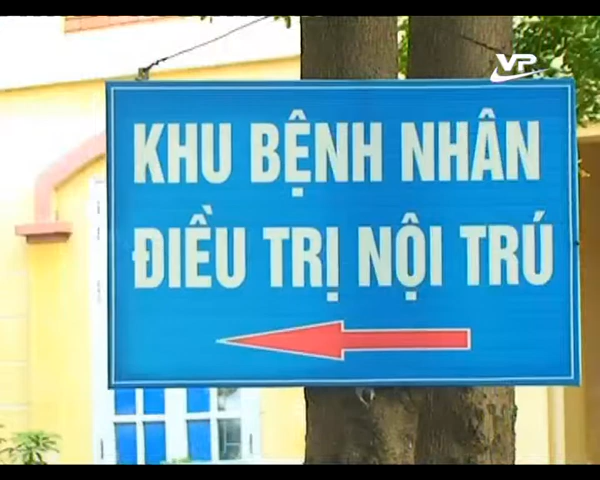 VP
KHU BỆNH NHÂN
ĐIỀU TRỊ NỘI TRÚ